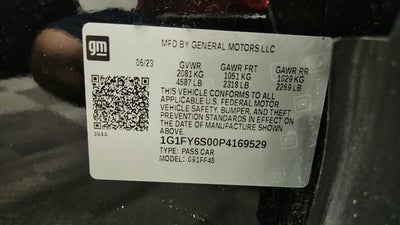 gm
MFD BY GENERAL MOTORS LLC
06/23 GVWR GAWR FRT GAWR RR
2081 KG 1051 KG 1029 KG
4587 LB 2318 LB 2269 LB
THIS VEHICLE CONFORMS TO ALL
APPLICABLE U.S. FEDERAL MOTOR
VEHICLE SAFETY, BUMPER, AND THEFT
PREVENTION STANDARDS IN EFFECT ON
THE DATE OF MANUFACTURE SHOWN
ABOVE.
1G1FY6S00P4169529
TYPE: PASS CAR
MODEL: 091FF48